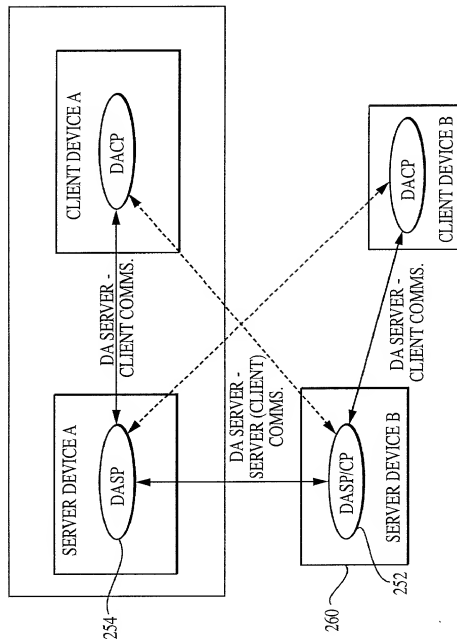 SERVER DEVICE A
DASP
254
DA SERVER -
CLIENT COMMS.
CLIENT DEVICE A
DACP
DA SERVER -
SERVER (CLIENT)
COMMS.
DASP/CP
SERVER DEVICE B
252
260
DA SERVER -
CLIENT COMMS.
DACP
CLIENT DEVICE B